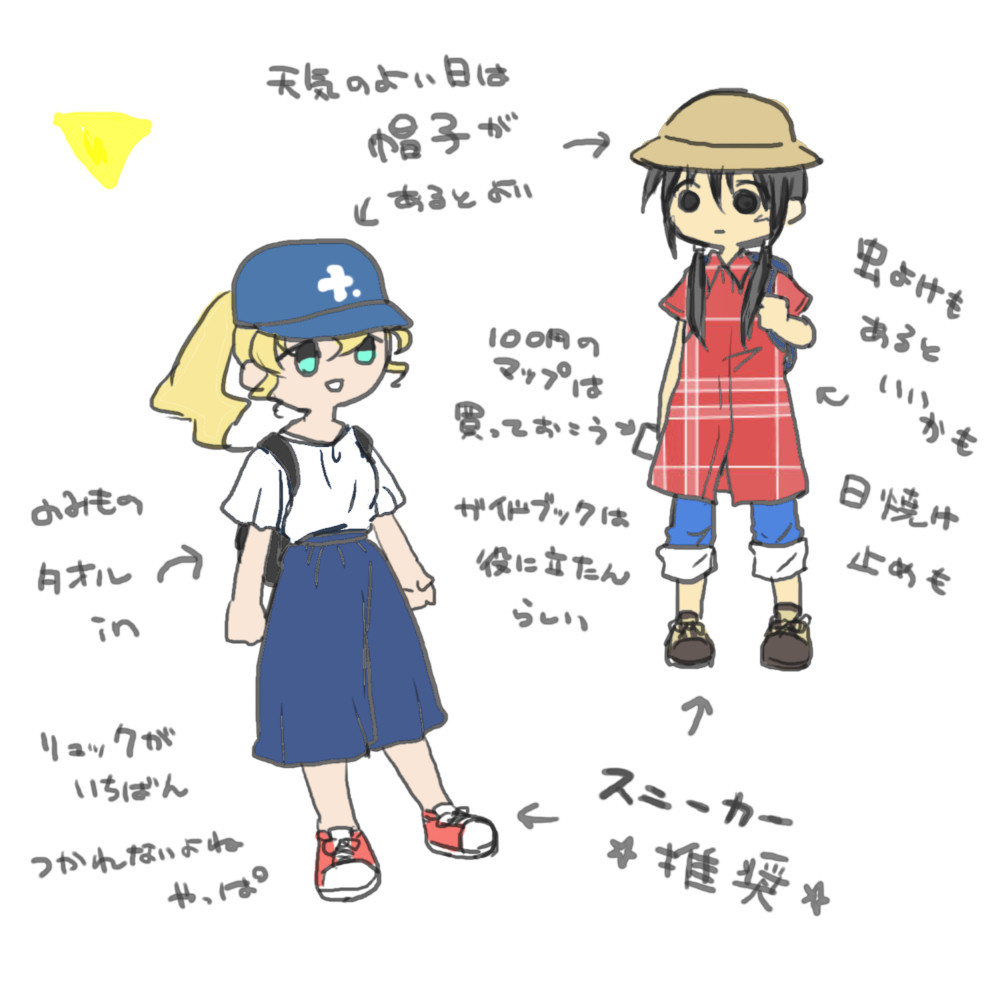 天気のよい日は
帽子が
あるとよい
虫よけも
あると
いい
かも
100円の
マップは
買っておこう
日焼け
止めも
ガイドブックは
役に立たん
らしい
のみもの
タオル
in
リュックが
いちばん
つかれないよね
やっぱ
スニーカー
☆推奨☆